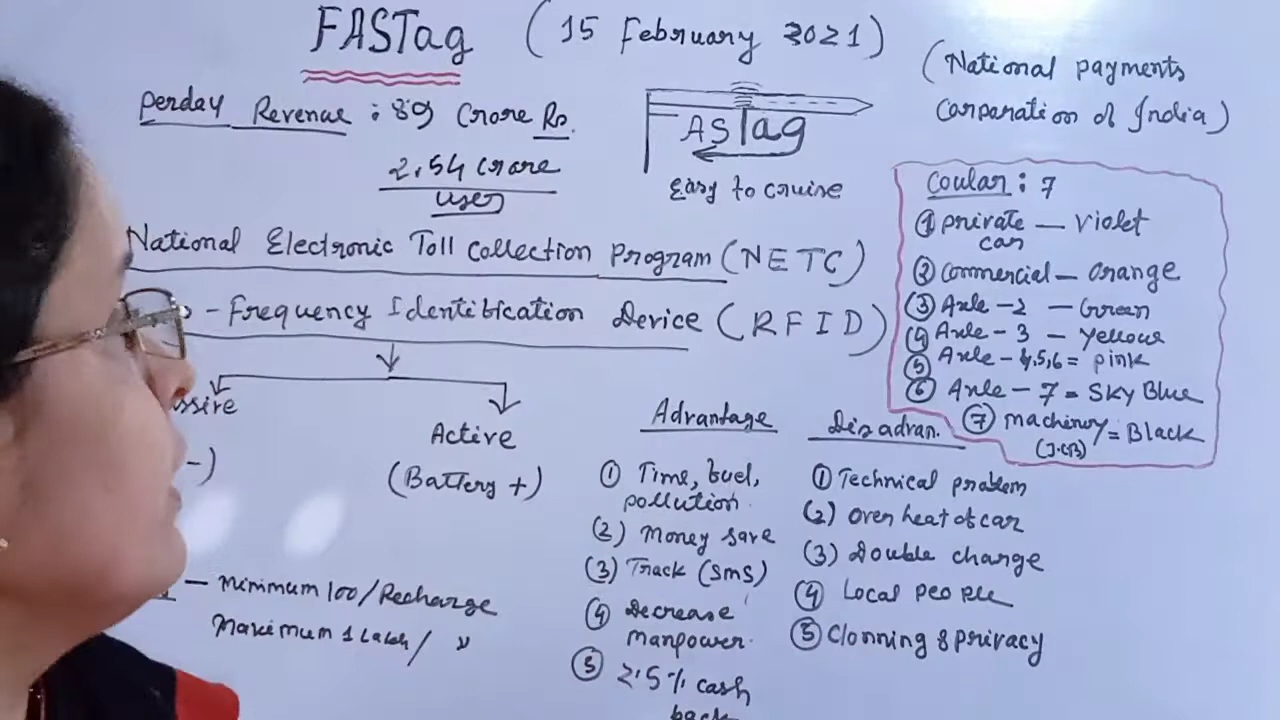 FASTag (15 February 2021)
(National payments
Corporation of India)
Perday Revenue : 89 Crore Rs.
2.54 crore
user
ASTag
Easy to cruise
National Electronic Toll Collection Program (NETC)
- Frequency Identification Device (RFID)
ssive
-)
Active
(Battery +)
- Minimum 100/Recharge
Maximum 1 Lakh/ "
Advantage
① Time, fuel,
pollution.
(2) Money save
(3) Track (SMS)
④ Decrease
manpower.
⑤ 2.5% cash
back
Disadvan.
① Technical problem
(2) Over heat of car
(3) Double charge
④ Local people
⑤ Clonning & privacy
Coular : 7
① private — Violet
car
② Commercial — Orange
③ Axle - 2 — Green
④ Axle - 3 — Yellow
⑤ Axle - 4,5,6 = pink
⑥ Axle - 7 = SKY Blue
⑦ machinery = Black
(JCB)